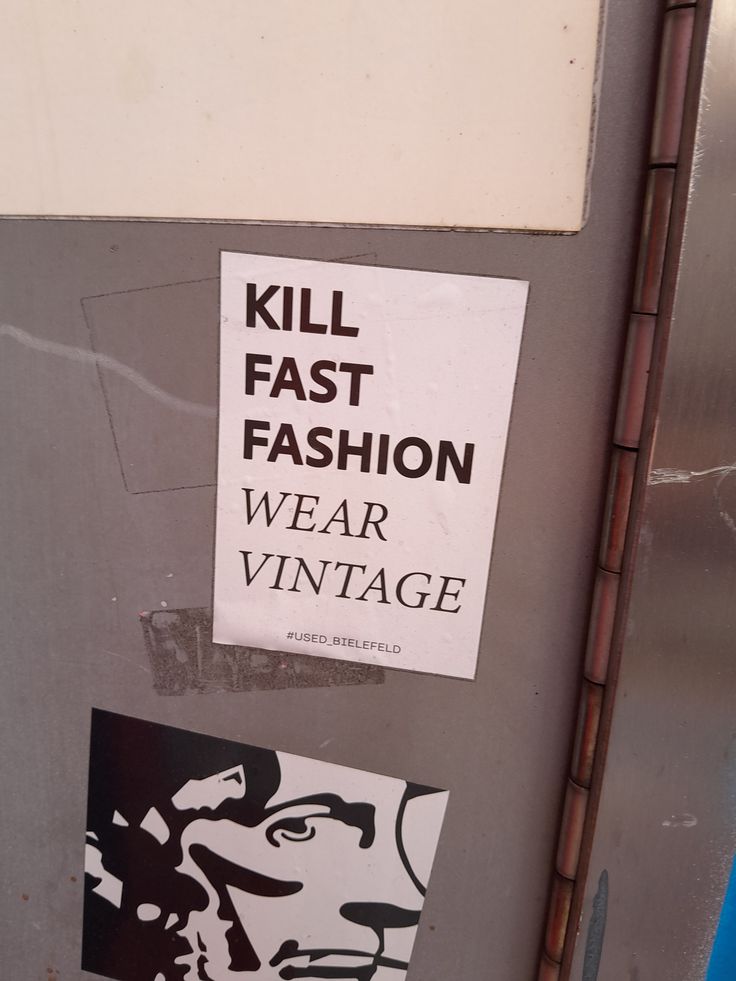 KILL
FAST
FASHION
WEAR
VINTAGE
#USED_BIELEFELD